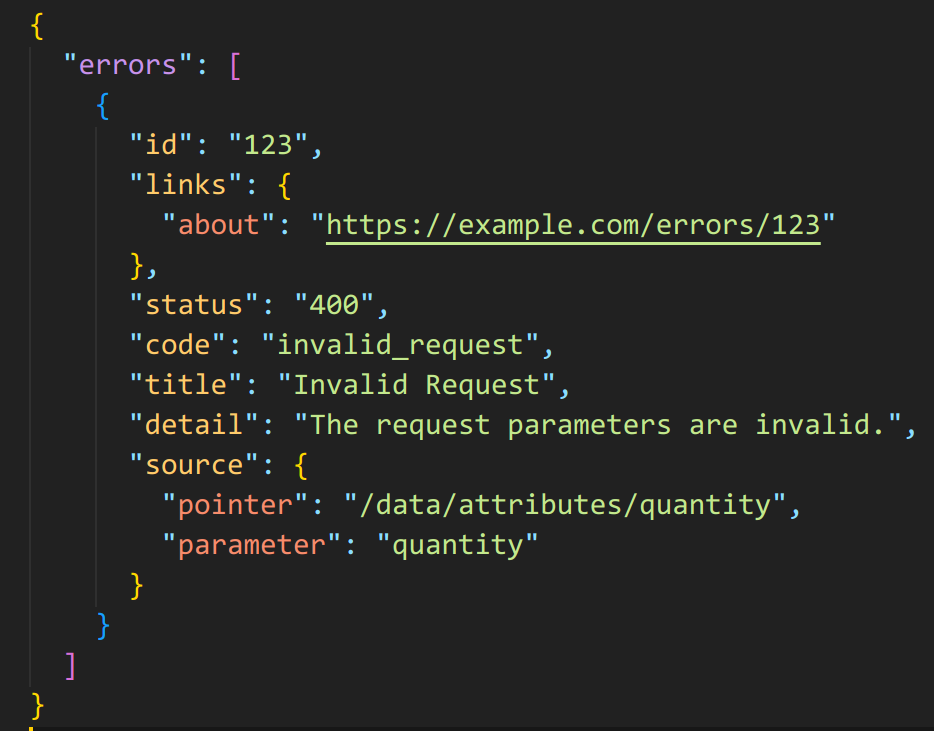 {
  "errors": [
    {
      "id": "123",
      "links": {
        "about": "https://example.com/errors/123"
      },
      "status": "400",
      "code": "invalid_request",
      "title": "Invalid Request",
      "detail": "The request parameters are invalid.",
      "source": {
        "pointer": "/data/attributes/quantity",
        "parameter": "quantity"
      }
    }
  ]
}